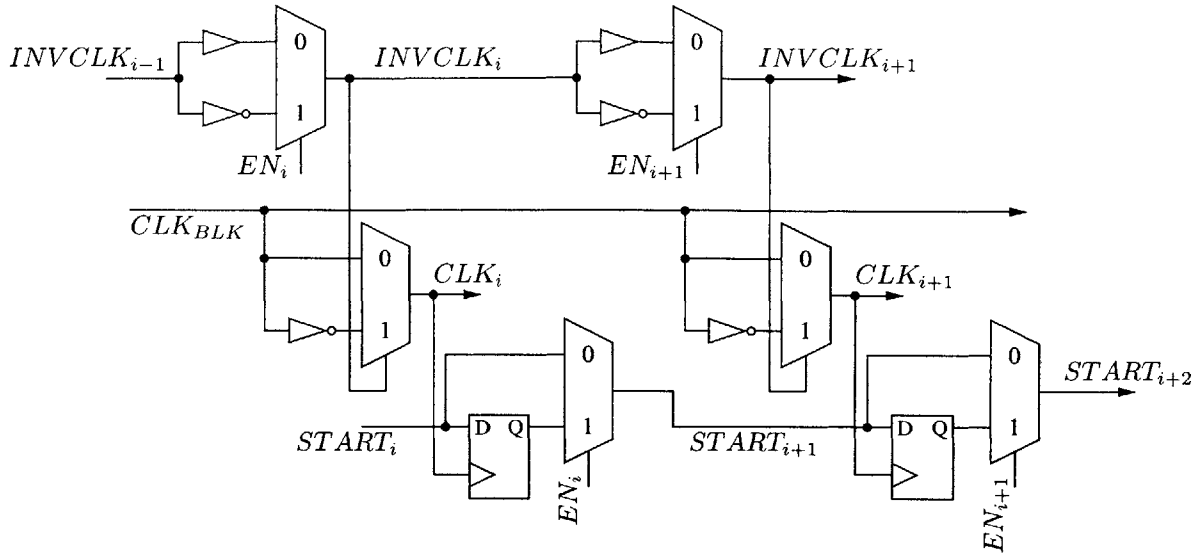 INVCLK_{i−1}
0
1
EN_i
INVCLK_i
0
1
EN_{i+1}
INVCLK_{i+1}
CLK_{BLK}
0
1
CLK_i
0
1
CLK_{i+1}
START_i
D Q
0
1
EN_i
START_{i+1}
D Q
0
1
EN_{i+1}
START_{i+2}